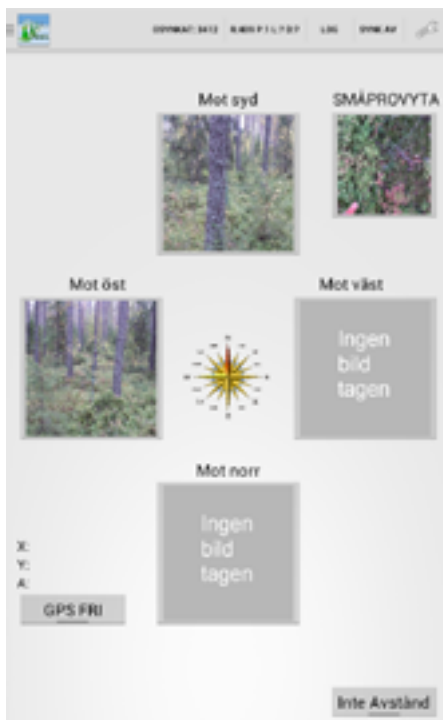 LOG
Mot syd
SMÅPROVYTA
Mot öst
Mot väst
Ingen
bild
tagen
Mot norr
Ingen
bild
tagen
X:
Y:
A:
GPS FRI
Inte Avstånd